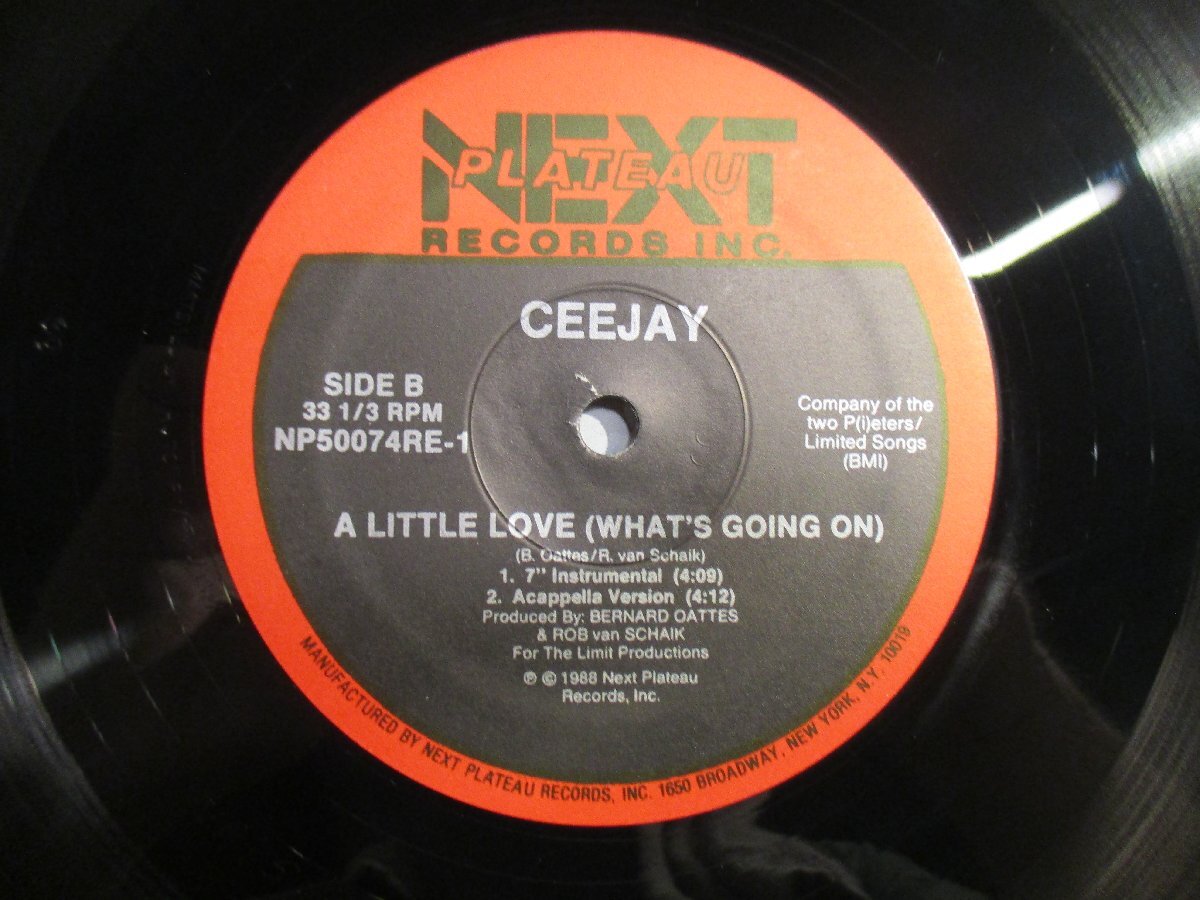 NEXT
PLATEAU
RECORDS INC.
CEEJAY
SIDE B
33 1/3 RPM
NP50074RE-1
Company of the
two P(i)eters/
Limited Songs
(BMI)
A LITTLE LOVE (WHAT'S GOING ON)
(B. Oattes/R. van Schaik)
1. 7" Instrumental (4:09)
2. Acappella Version (4:12)
Produced By: BERNARD OATTES
& ROB van SCHAIK
For The Limit Productions
℗ © 1988 Next Plateau
Records, Inc.
MANUFACTURED BY NEXT PLATEAU RECORDS, INC. 1650 BROADWAY, NEW YORK, N.Y. 10019